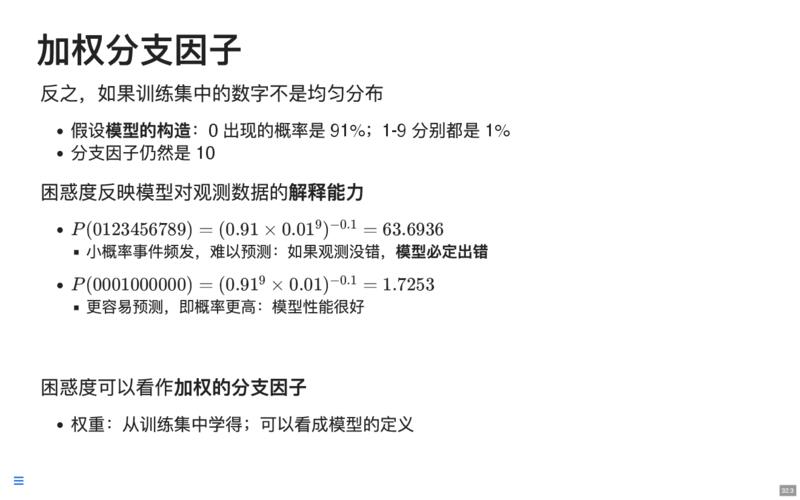 加权分支因子
反之，如果训练集中的数字不是均匀分布
• 假设模型的构造：0 出现的概率是 91%；1-9 分别都是 1%
• 分支因子仍然是 10
困惑度反映模型对观测数据的解释能力
• P(0123456789) = (0.91 × 0.01⁹)⁻⁰·¹ = 63.6936
▪ 小概率事件频发，难以预测：如果观测没错，模型必定出错
• P(0001000000) = (0.91⁹ × 0.01)⁻⁰·¹ = 1.7253
▪ 更容易预测，即概率更高：模型性能很好
困惑度可以看作加权的分支因子
• 权重：从训练集中学得；可以看成模型的定义